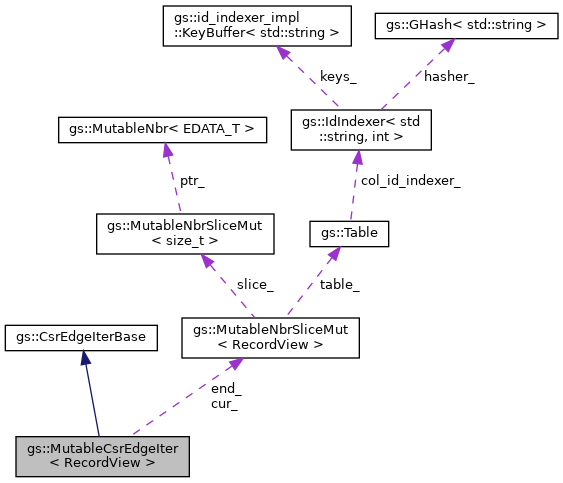 gs::id_indexer_impl
::KeyBuffer< std::string >
gs::GHash< std::string >
keys_
hasher_
gs::IdIndexer< std
::string, int >
gs::MutableNbr< EDATA_T >
ptr_
col_id_indexer_
gs::MutableNbrSliceMut
< size_t >
gs::Table
slice_
table_
gs::MutableNbrSliceMut
< RecordView >
gs::CsrEdgeIterBase
end_
cur_
gs::MutableCsrEdgeIter
< RecordView >